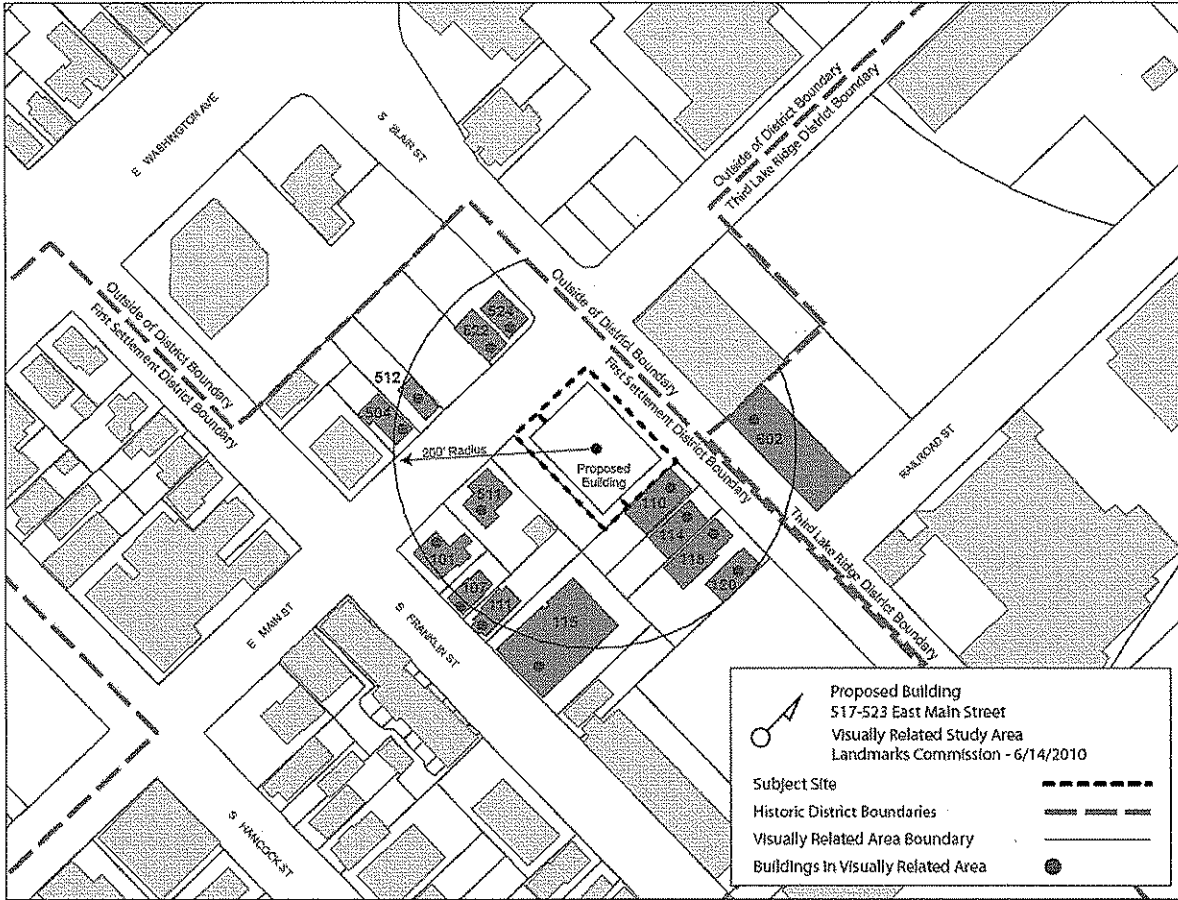 E WASHINGTON AVE
S BLAIR ST
Outside of District Boundary
Third Lake Ridge District Boundary
Outside of District Boundary
First Settlement District Boundary
Outside of District Boundary
First Settlement District Boundary
524
522
512
504
200' Radius
Proposed
Building
602
RAILROAD ST
511
110
114
101
107
111
115
Third Lake Ridge District Boundary
E MAIN ST
S FRANKLIN ST
S HANCOCK ST
Proposed Building
517-523 East Main Street
Visually Related Study Area
Landmarks Commission - 6/14/2010
Subject Site
Historic District Boundaries
Visually Related Area Boundary
Buildings in Visually Related Area